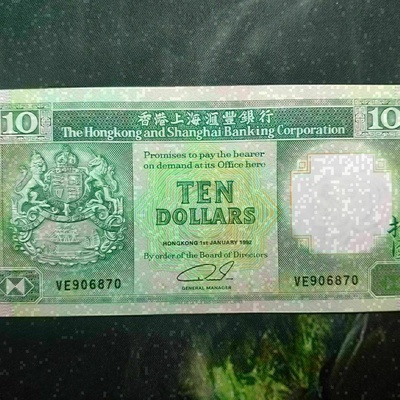 10
香港上海滙豐銀行
10
The Hongkong and Shanghai Banking Corporation
Promises to pay the bearer
on demand at its Office here
TEN
DOLLARS
HONGKONG 1ST JANUARY 1992
By order of the Board of Directors
GENERAL MANAGER
VE906870
VE906870